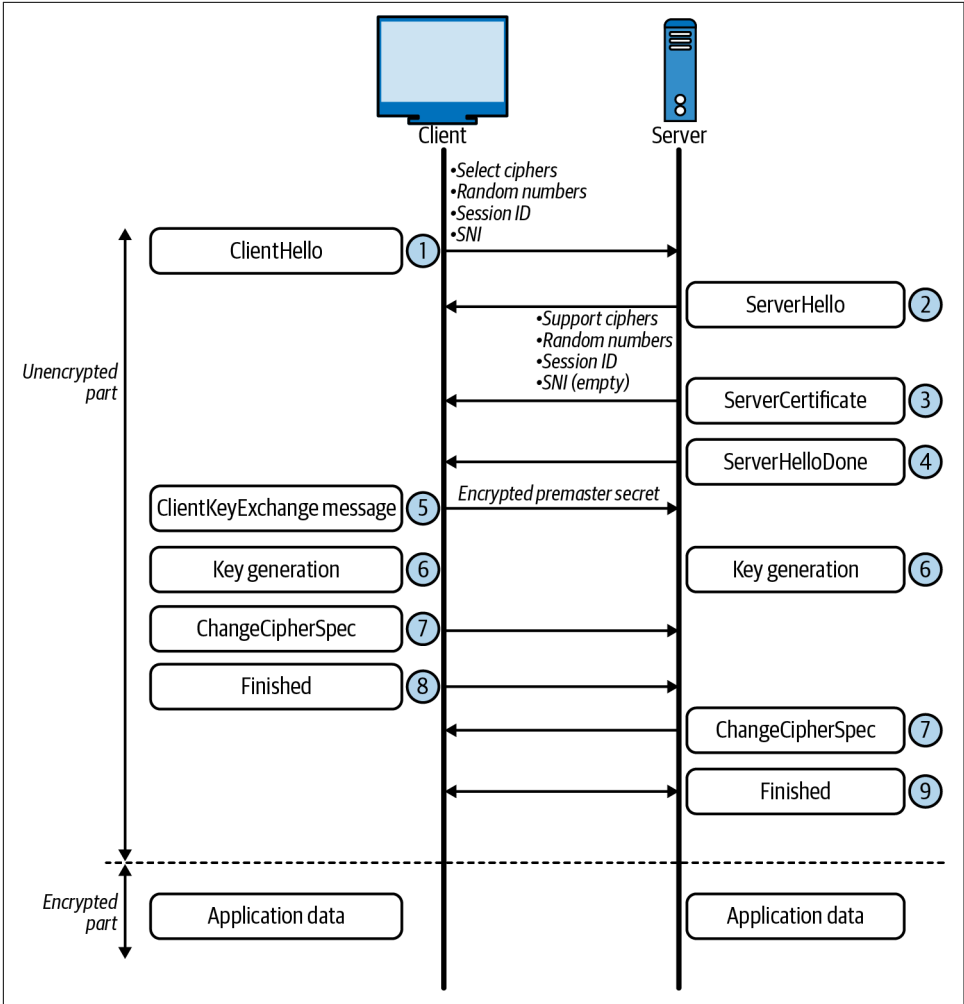 Client
Server
•Select ciphers
•Random numbers
•Session ID
•SNI
ClientHello
1
ServerHello
2
•Support ciphers
•Random numbers
•Session ID
•SNI (empty)
Unencrypted
part
ServerCertificate
3
ServerHelloDone
4
ClientKeyExchange message
5
Encrypted premaster secret
Key generation
6
Key generation
6
ChangeCipherSpec
7
Finished
8
ChangeCipherSpec
7
Finished
9
Encrypted
part
Application data
Application data